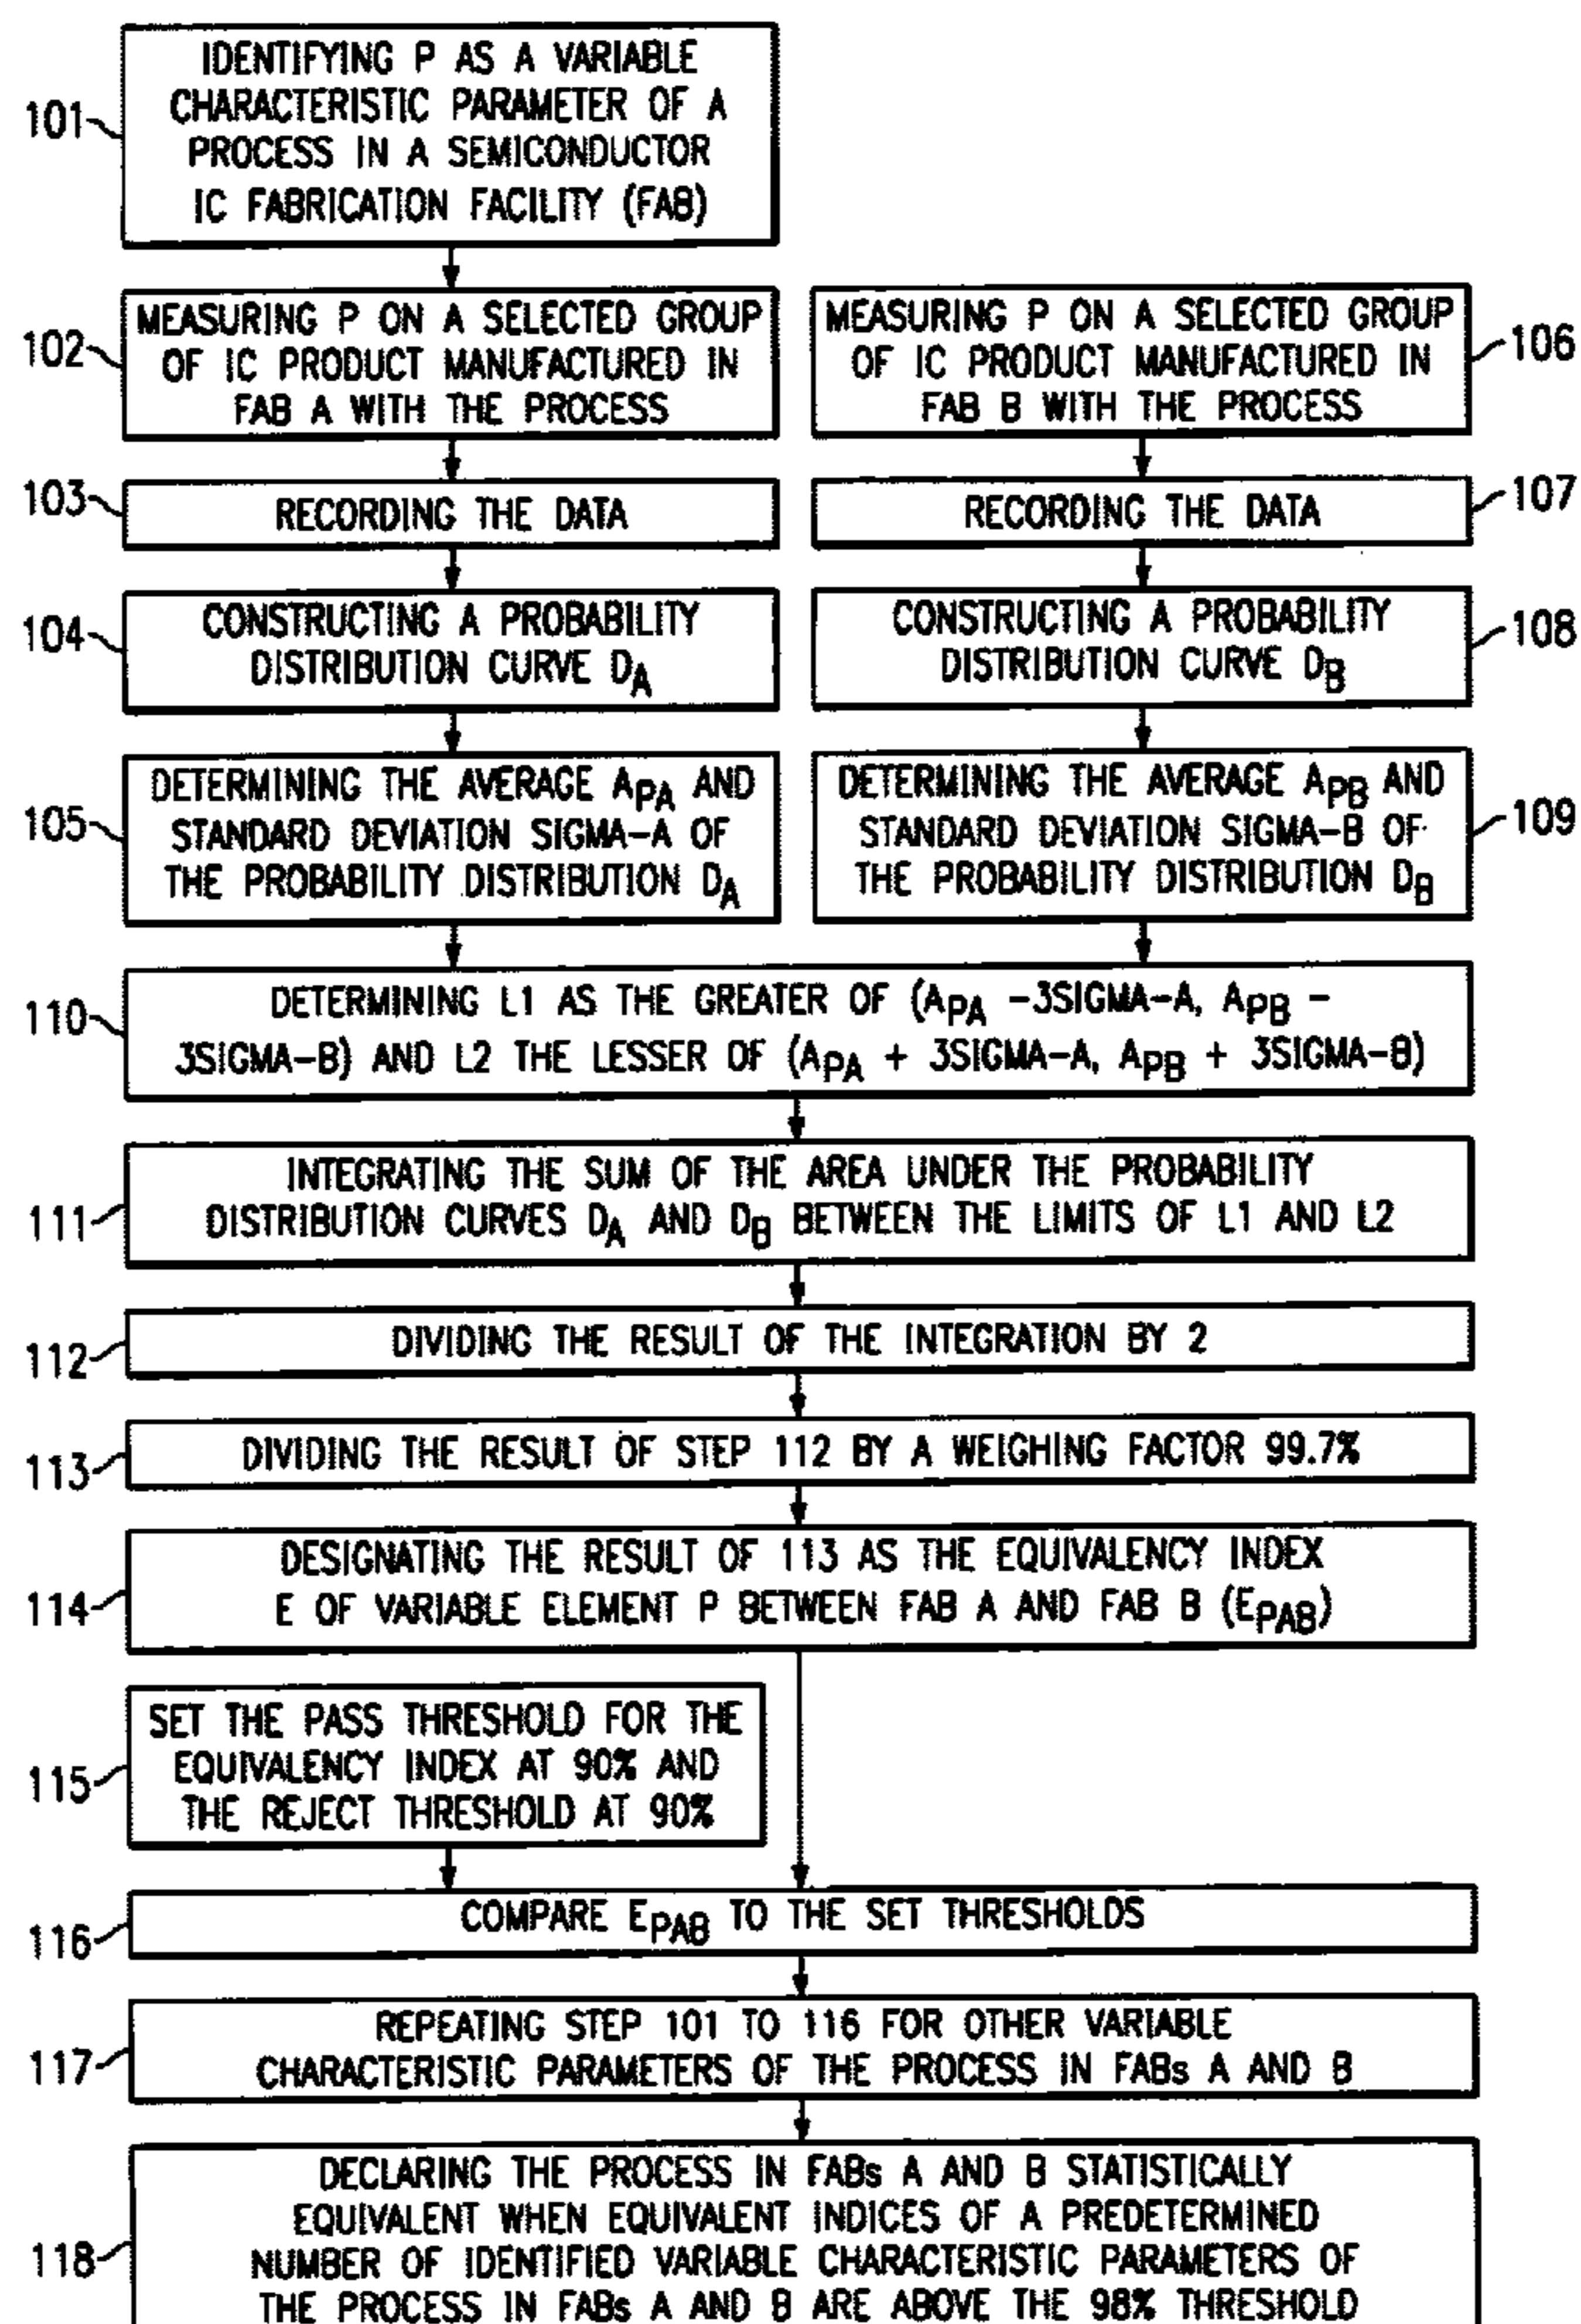 101
IDENTIFYING P AS A VARIABLE
CHARACTERISTIC PARAMETER OF A
PROCESS IN A SEMICONDUCTOR
IC FABRICATION FACILITY (FAB)
102
MEASURING P ON A SELECTED GROUP
OF IC PRODUCT MANUFACTURED IN
FAB A WITH THE PROCESS
MEASURING P ON A SELECTED GROUP
OF IC PRODUCT MANUFACTURED IN
FAB B WITH THE PROCESS
106
103
RECORDING THE DATA
RECORDING THE DATA
107
104
CONSTRUCTING A PROBABILITY
DISTRIBUTION CURVE DA
CONSTRUCTING A PROBABILITY
DISTRIBUTION CURVE DB
108
105
DETERMINING THE AVERAGE APA AND
STANDARD DEVIATION SIGMA-A OF
THE PROBABILITY DISTRIBUTION DA
DETERMINING THE AVERAGE APB AND
STANDARD DEVIATION SIGMA-B OF
THE PROBABILITY DISTRIBUTION DB
109
110
DETERMINING L1 AS THE GREATER OF (APA -3SIGMA-A, APB -
3SIGMA-B) AND L2 THE LESSER OF (APA + 3SIGMA-A, APB + 3SIGMA-B)
111
INTEGRATING THE SUM OF THE AREA UNDER THE PROBABILITY
DISTRIBUTION CURVES DA AND DB BETWEEN THE LIMITS OF L1 AND L2
112
DIVIDING THE RESULT OF THE INTEGRATION BY 2
113
DIVIDING THE RESULT OF STEP 112 BY A WEIGHING FACTOR 99.7%
114
DESIGNATING THE RESULT OF 113 AS THE EQUIVALENCY INDEX
E OF VARIABLE ELEMENT P BETWEEN FAB A AND FAB B (EPAB)
115
SET THE PASS THRESHOLD FOR THE
EQUIVALENCY INDEX AT 90% AND
THE REJECT THRESHOLD AT 90%
116
COMPARE EPAB TO THE SET THRESHOLDS
117
REPEATING STEP 101 TO 116 FOR OTHER VARIABLE
CHARACTERISTIC PARAMETERS OF THE PROCESS IN FABs A AND B
118
DECLARING THE PROCESS IN FABs A AND B STATISTICALLY
EQUIVALENT WHEN EQUIVALENT INDICES OF A PREDETERMINED
NUMBER OF IDENTIFIED VARIABLE CHARACTERISTIC PARAMETERS OF
THE PROCESS IN FABs A AND B ARE ABOVE THE 98% THRESHOLD